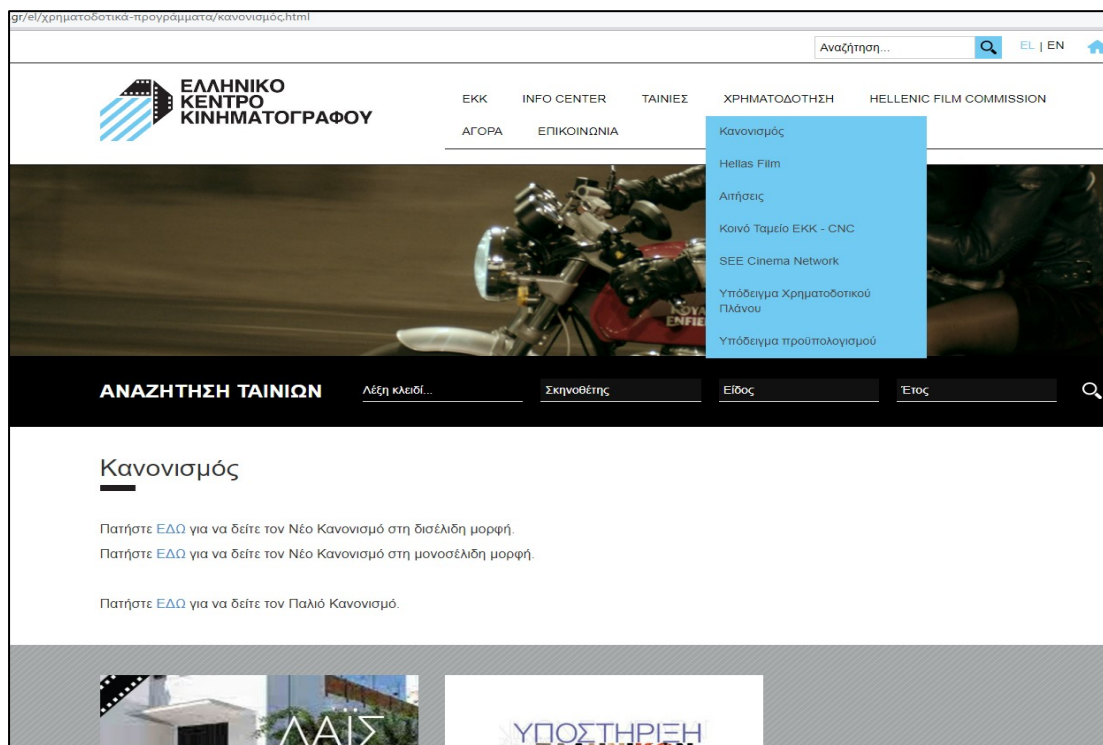 gr/el/χρηματοδοτικά-προγράμματα/κανονισμός.html
Αναζήτηση...
EL | EN
ΕΛΛΗΝΙΚΟ
ΚΕΝΤΡΟ
ΚΙΝΗΜΑΤΟΓΡΑΦΟΥ
ΕΚΚ INFO CENTER ΤΑΙΝΙΕΣ ΧΡΗΜΑΤΟΔΟΤΗΣΗ HELLENIC FILM COMMISSION
ΑΓΟΡΑ ΕΠΙΚΟΙΝΩΝΙΑ
Κανονισμός
Hellas Film
Αιτήσεις
Κοινό Ταμείο ΕΚΚ - CNC
SEE Cinema Network
Υπόδειγμα Χρηματοδοτικού
Πλάνου
Υπόδειγμα προϋπολογισμού
ΑΝΑΖΗΤΗΣΗ ΤΑΙΝΙΩΝ Λέξη κλειδί... Σκηνοθέτης Είδος Έτος
Κανονισμός
Πατήστε ΕΔΩ για να δείτε τον Νέο Κανονισμό στη δισέλιδη μορφή.
Πατήστε ΕΔΩ για να δείτε τον Νέο Κανονισμό στη μονοσέλιδη μορφή.
Πατήστε ΕΔΩ για να δείτε τον Παλιό Κανονισμό.
ΛΑΪΣ
ΥΠΟΣΤΗΡΙΞΗ